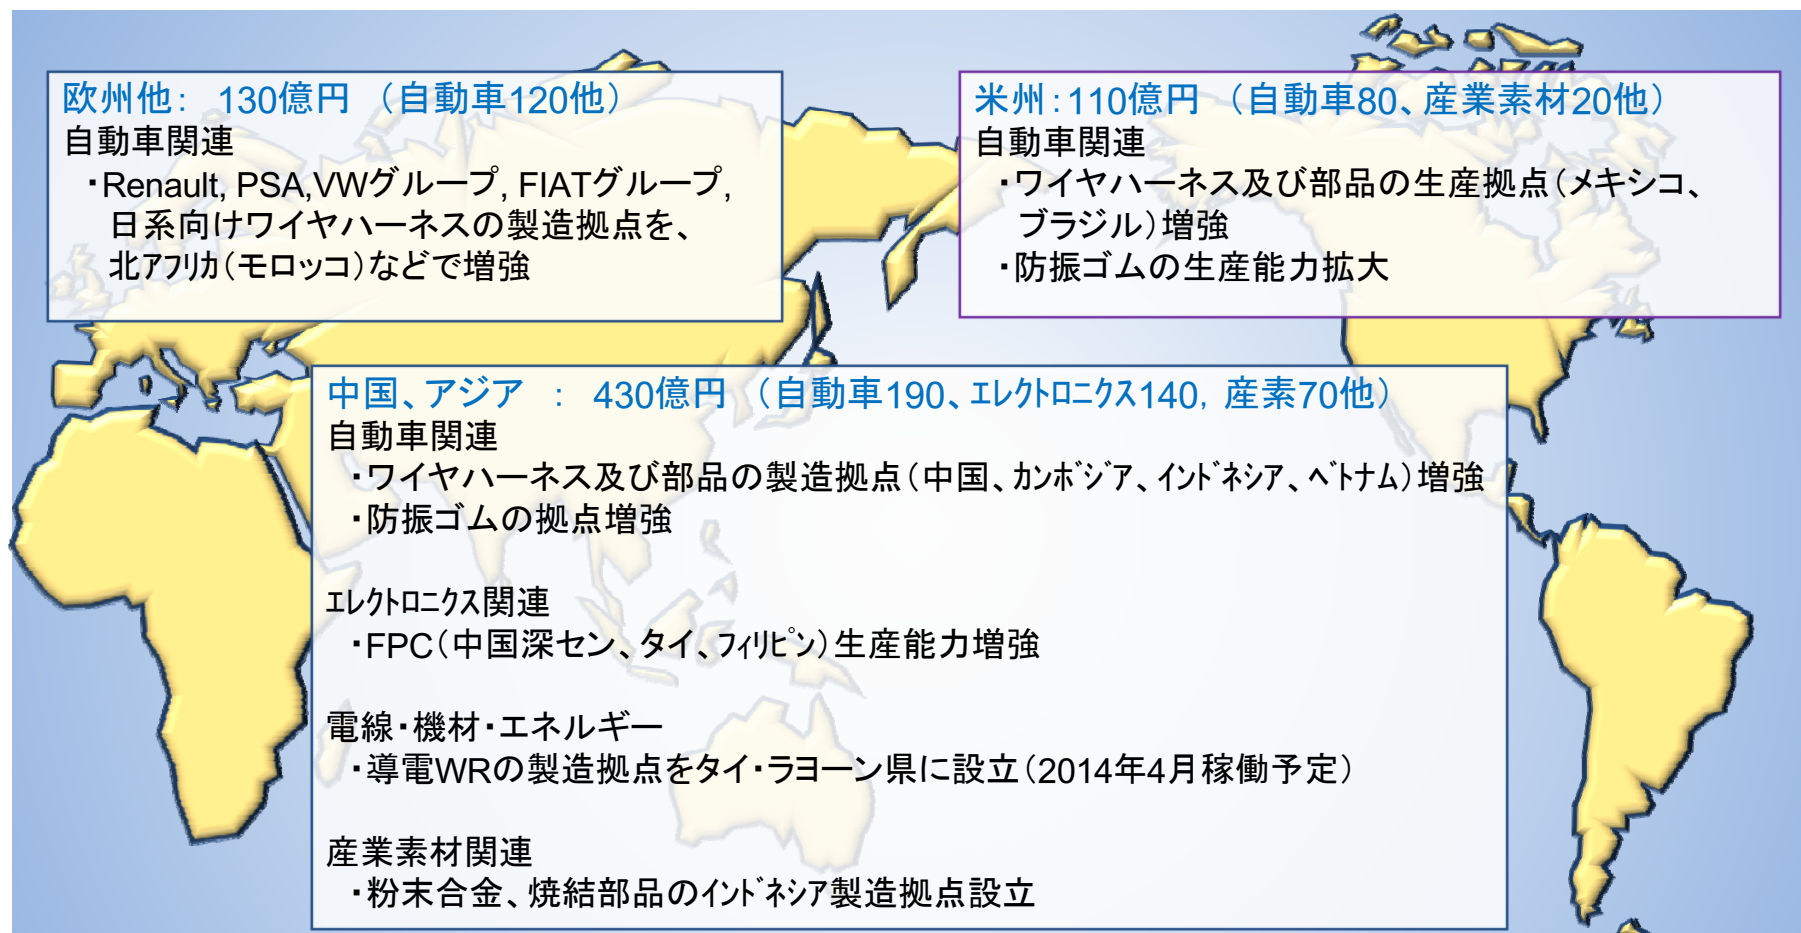 欧州他： 130億円 （自動車120他）
自動車関連
・Renault, PSA,VWグループ, FIATグループ,
日系向けワイヤハーネスの製造拠点を、
北ｱﾌﾘｶ（モロッコ）などで増強
米州：110億円 （自動車80、産業素材20他）
自動車関連
・ワイヤハーネス及び部品の生産拠点（メキシコ、
ブラジル）増強
・防振ゴムの生産能力拡大
中国、アジア ： 430億円 （自動車190、ｴﾚｸﾄﾛﾆｸｽ140, 産素70他）
自動車関連
・ワイヤハーネス及び部品の製造拠点（中国、ｶﾝﾎﾞｼﾞｱ、ｲﾝﾄﾞﾈｼｱ、ﾍﾞﾄﾅﾑ）増強
・防振ゴムの拠点増強
ｴﾚｸﾄﾛﾆｸｽ関連
・FPC（中国深セン、タイ、ﾌｨﾘﾋﾟﾝ）生産能力増強
電線・機材・エネルギー
・導電WRの製造拠点をタイ・ラヨーン県に設立（2014年4月稼働予定）
産業素材関連
・粉末合金、焼結部品のｲﾝﾄﾞﾈｼｱ製造拠点設立